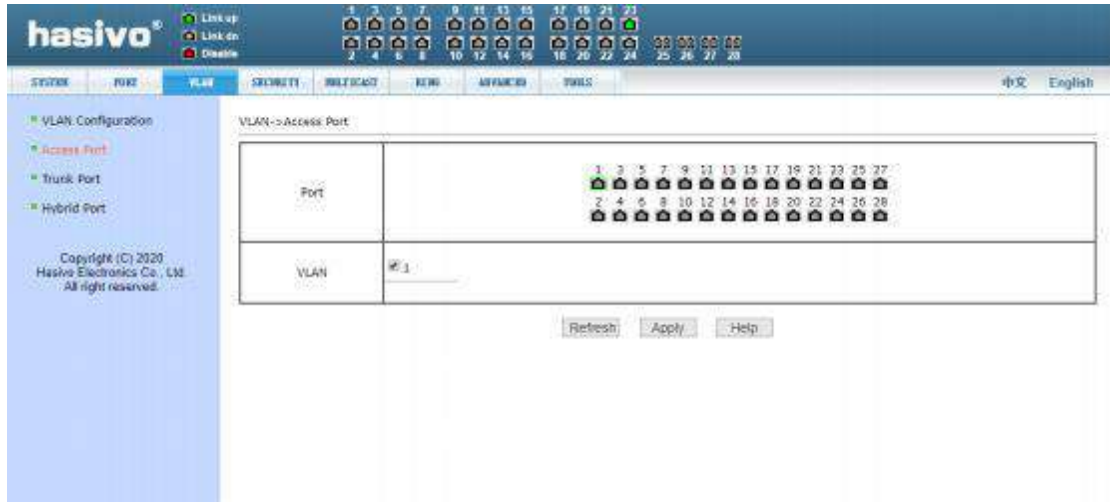 hasivo®
Link up
Link dn
Disable
1 3 5 7 9 11 13 15 17 19 21 23
2 4 6 8 10 12 14 16 18 20 22 24 25 26 27 28
SYSTEM PORT VLAN SECURITY MULTICAST RING ADVANCED TOOLS 中文 English
VLAN Configuration
Access Port
Trunk Port
Hybrid Port
Copyright (C) 2020
Hasivo Electronics Co., Ltd
All right reserved.
VLAN->Access Port
Port
1 3 5 7 9 11 13 15 17 19 21 23 25 27
2 4 6 8 10 12 14 16 18 20 22 24 26 28
VLAN
1
Refresh Apply Help